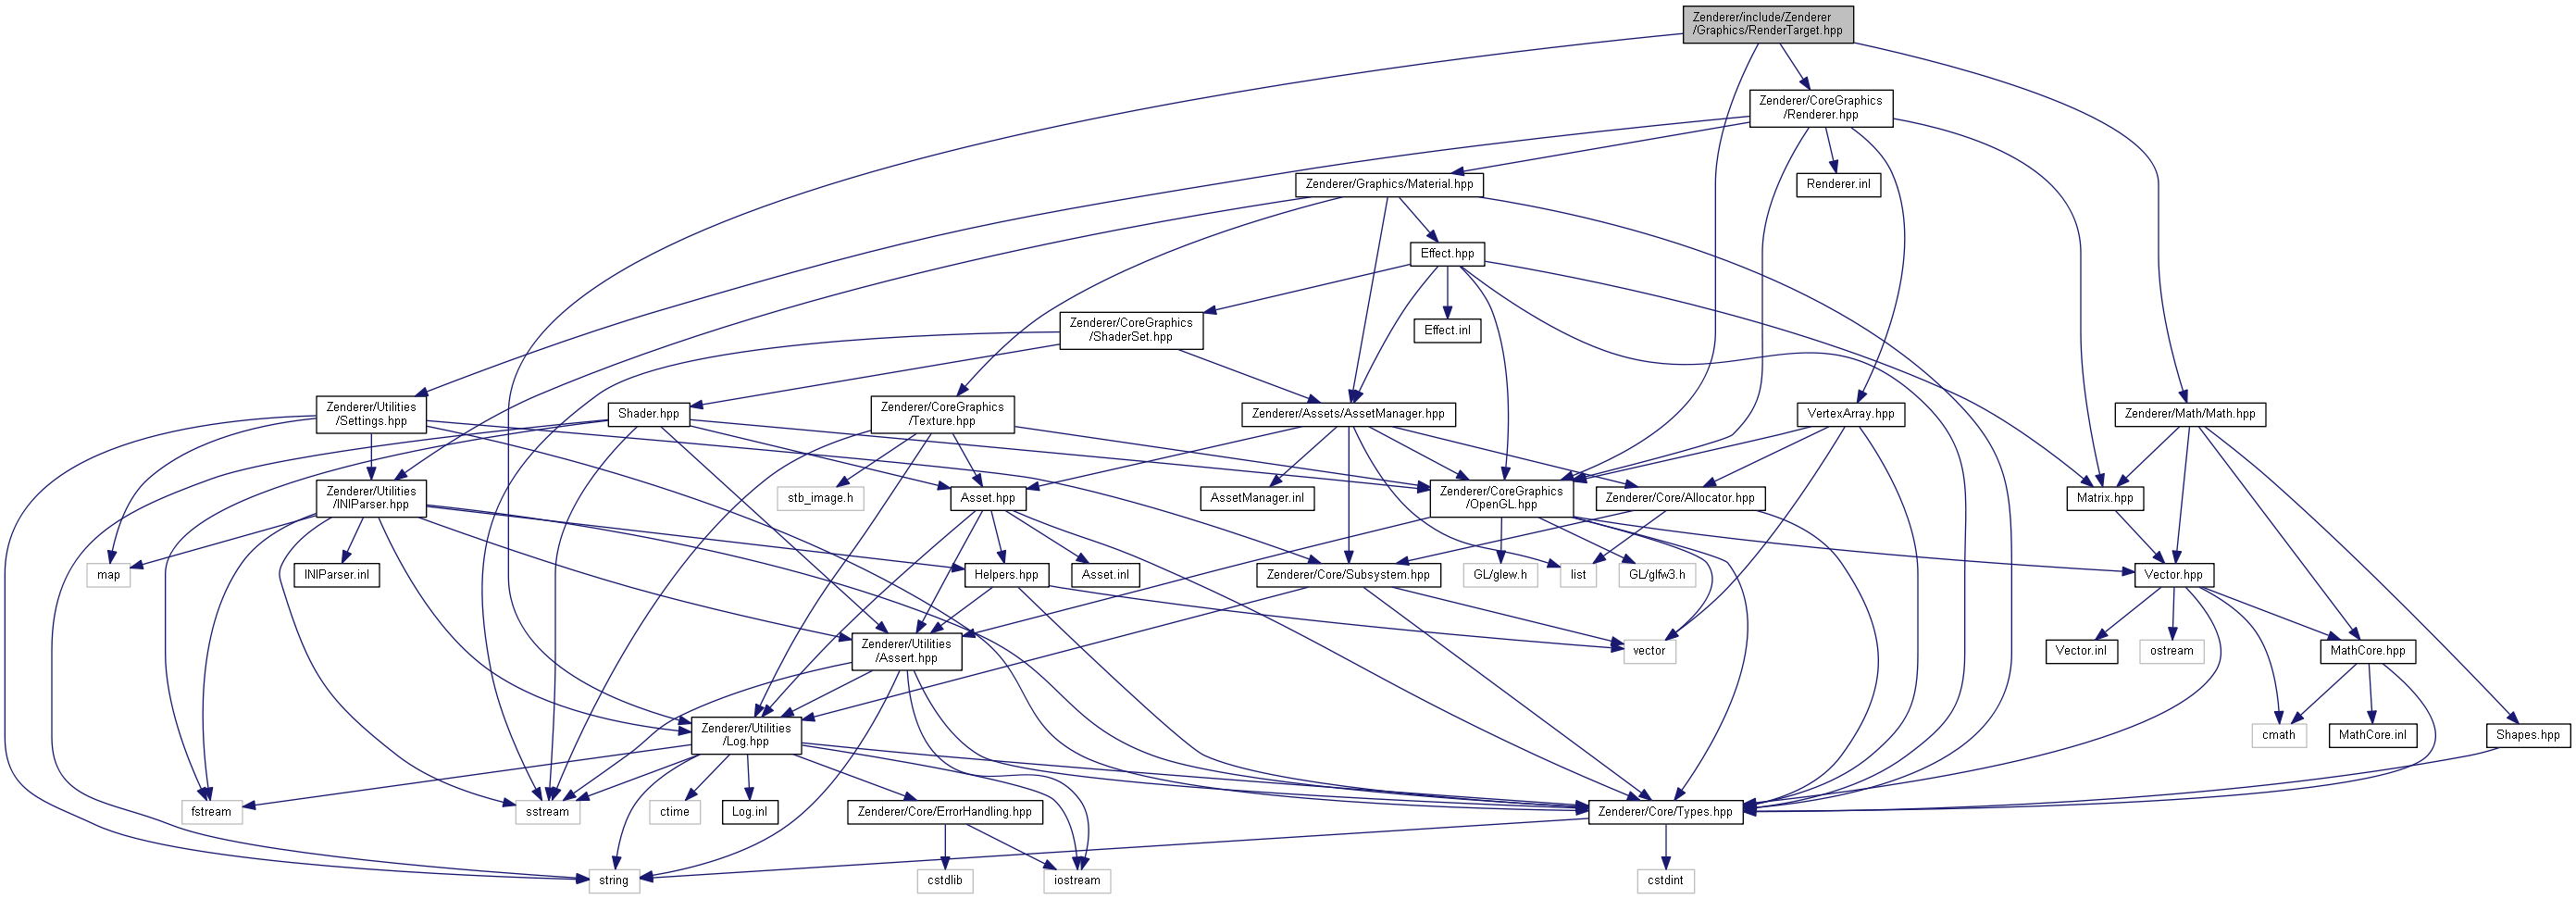 Zenderer/include/Zenderer
/Graphics/RenderTarget.hpp
Zenderer/CoreGraphics
/Renderer.hpp
Zenderer/Graphics/Material.hpp
Renderer.inl
Effect.hpp
Zenderer/CoreGraphics
/ShaderSet.hpp
Effect.inl
Zenderer/Utilities
/Settings.hpp
Shader.hpp
Zenderer/CoreGraphics
/Texture.hpp
Zenderer/Assets/AssetManager.hpp
VertexArray.hpp
Zenderer/Math/Math.hpp
Zenderer/Utilities
/INIParser.hpp
stb_image.h
Asset.hpp
AssetManager.inl
Zenderer/CoreGraphics
/OpenGL.hpp
Zenderer/Core/Allocator.hpp
Matrix.hpp
map
INIParser.inl
Helpers.hpp
Asset.inl
Zenderer/Core/Subsystem.hpp
GL/glew.h
list
GL/glfw3.h
Vector.hpp
Zenderer/Utilities
/Assert.hpp
vector
Vector.inl
ostream
MathCore.hpp
Zenderer/Utilities
/Log.hpp
cmath
MathCore.inl
Shapes.hpp
fstream
sstream
ctime
Log.inl
Zenderer/Core/ErrorHandling.hpp
Zenderer/Core/Types.hpp
string
cstdlib
iostream
cstdint